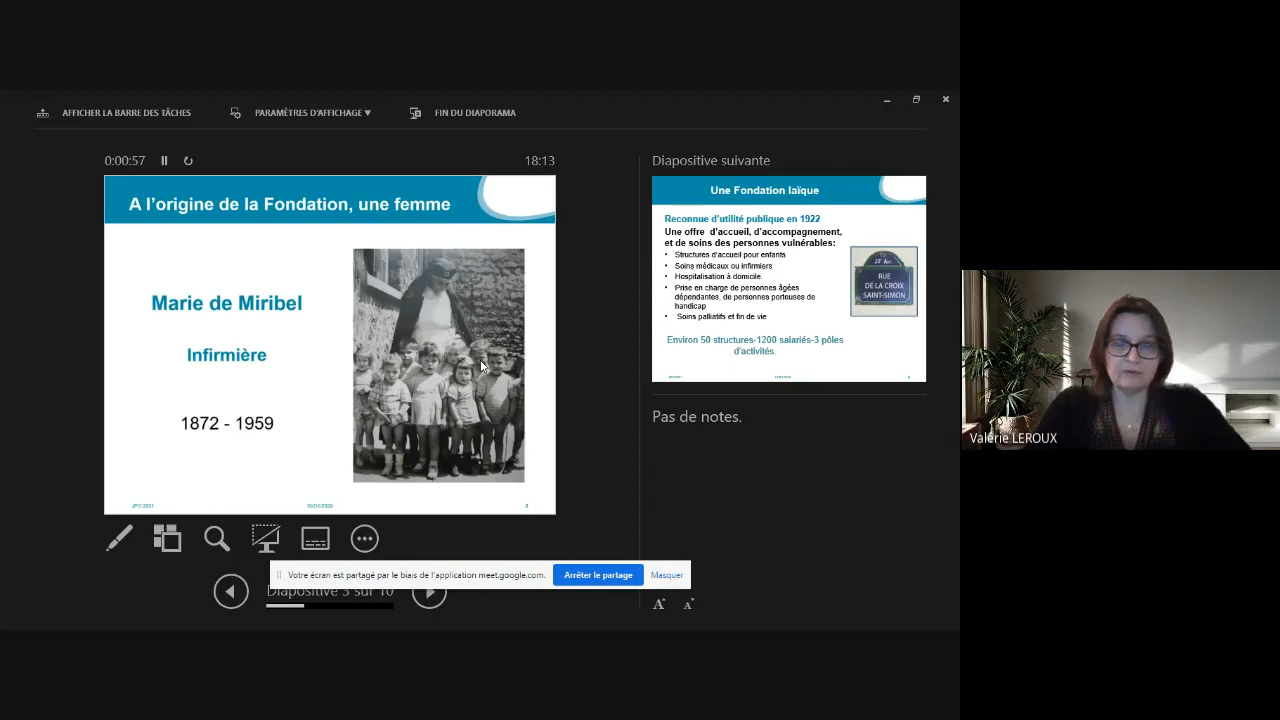 AFFICHER LA BARRE DES TÂCHES
PARAMÈTRES D'AFFICHAGE ▼
FIN DU DIAPORAMA
0:00:57
18:13
A l'origine de la Fondation, une femme
Marie de Miribel
Infirmière
1872 - 1959
JPO 2021
3
Diapositive suivante
Une Fondation laïque
Reconnue d'utilité publique en 1922
Une offre d'accueil, d'accompagnement,
et de soins des personnes vulnérables:
• Structures d'accueil pour enfants
• Soins médicaux ou infirmiers
• Hospitalisation à domicile.
• Prise en charge de personnes âgées
dépendantes, de personnes porteuses de
handicap
• Soins palliatifs et fin de vie
20e Arrt
RUE
DE LA CROIX
SAINT-SIMON
Environ 50 structures-1200 salariés-3 pôles
d'activités.
Pas de notes.
Votre écran est partagé par le biais de l'application meet.google.com.
Arrêter le partage
Masquer
Diapositive 3 sur 10
Valérie LEROUX